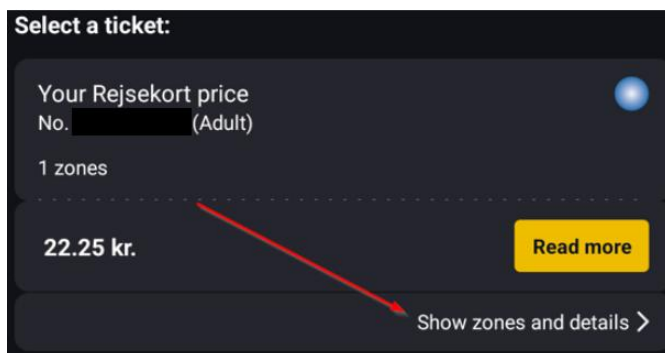 Select a ticket:
Your Rejsekort price
No. (Adult)
1 zones
22.25 kr.
Read more
Show zones and details